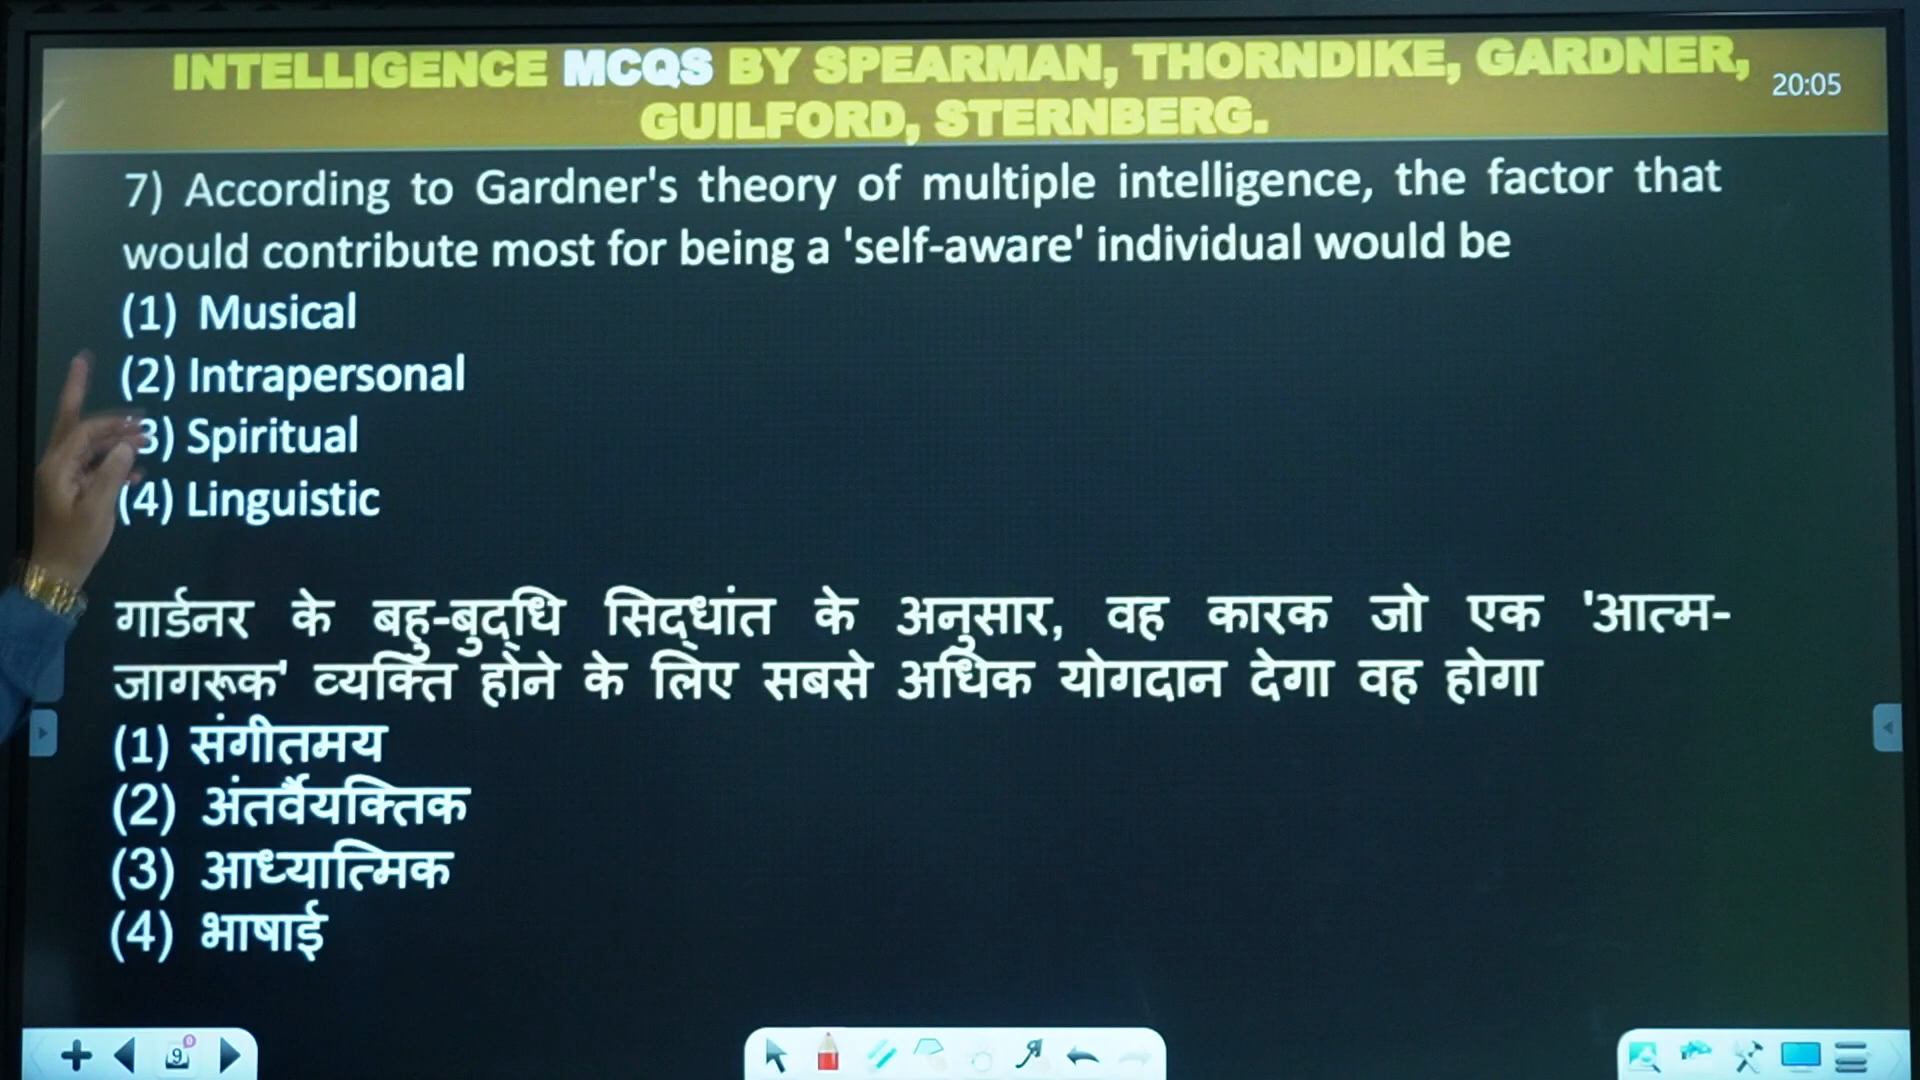 INTELLIGENCE MCQS BY SPEARMAN, THORNDIKE, GARDNER,
GUILFORD, STERNBERG.
20:05
7) According to Gardner's theory of multiple intelligence, the factor that
would contribute most for being a 'self-aware' individual would be
(1) Musical
(2) Intrapersonal
3) Spiritual
(4) Linguistic
गार्डनर के बहु-बुद्धि सिद्धांत के अनुसार, वह कारक जो एक 'आत्म-
जागरूक' व्यक्ति होने के लिए सबसे अधिक योगदान देगा वह होगा
(1) संगीतमय
(2) अंतर्वैयक्तिक
(3) आध्यात्मिक
(4) भाषाई
9
0